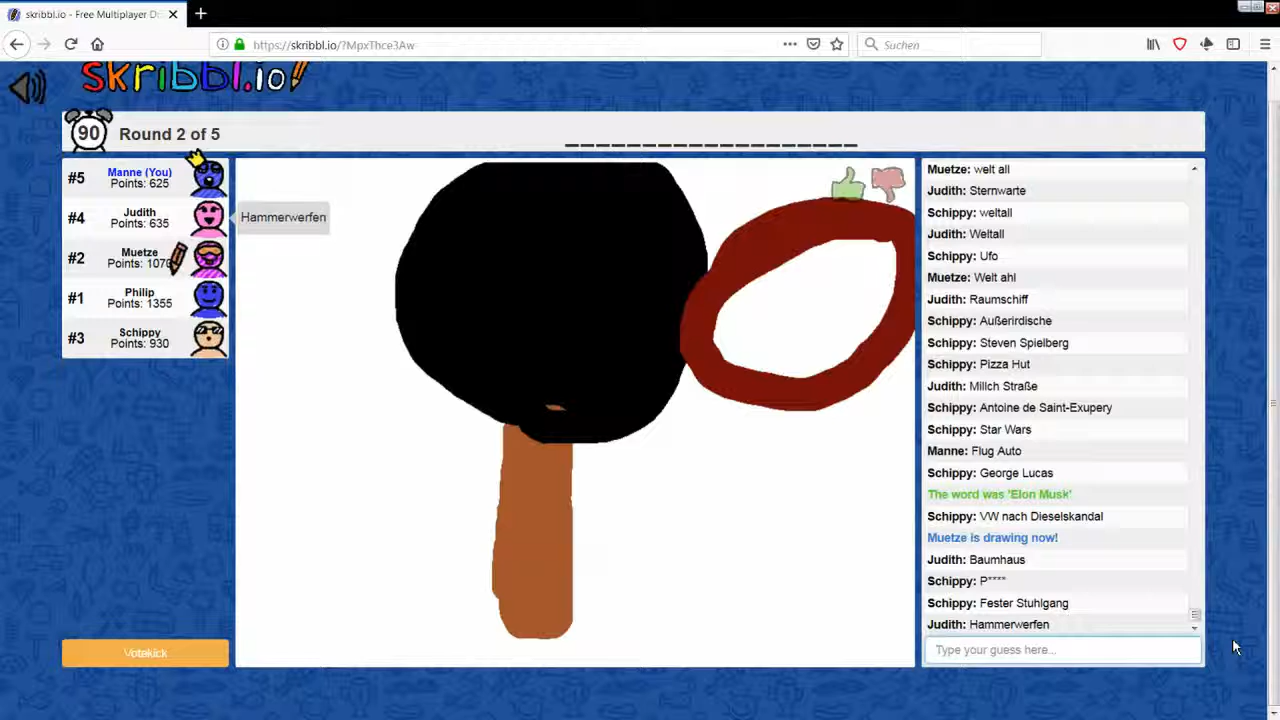 skribbl.io - Free Multiplayer Dr
https://skribbl.io/?MpxThce3Aw
Suchen
skribbl.io!
90
Round 2 of 5
#5 Manne (You)
Points: 625
#4 Judith
Points: 635
Hammerwerfen
#2 Muetze
Points: 1070
#1 Philip
Points: 1355
#3 Schippy
Points: 930
Votekick
Muetze: welt all
Judith: Sternwarte
Schippy: weltall
Judith: Weltall
Schippy: Ufo
Muetze: Welt ahl
Judith: Raumschiff
Schippy: Außerirdische
Schippy: Steven Spielberg
Schippy: Pizza Hut
Judith: Millch Straße
Schippy: Antoine de Saint-Exupery
Schippy: Star Wars
Manne: Flug Auto
Schippy: George Lucas
The word was 'Elon Musk'
Schippy: VW nach Dieselskandal
Muetze is drawing now!
Judith: Baumhaus
Schippy: P****
Schippy: Fester Stuhlgang
Judith: Hammerwerfen
Type your guess here...